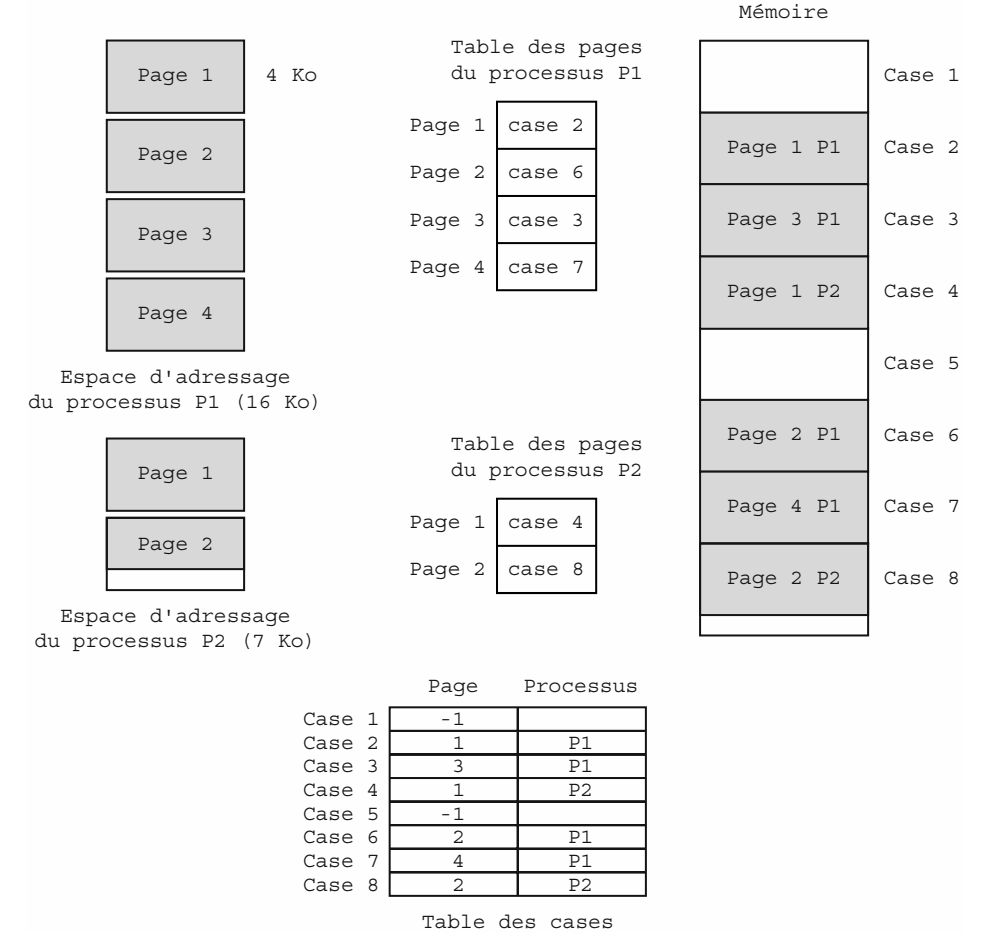 Mémoire
Table des pages
du processus P1
Page 1 4 Ko
Page 2
Page 3
Page 4
Espace d'adressage
du processus P1 (16 Ko)
Page 1 case 2
Page 2 case 6
Page 3 case 3
Page 4 case 7
Case 1
Page 1 P1 Case 2
Page 3 P1 Case 3
Page 1 P2 Case 4
Case 5
Page 2 P1 Case 6
Page 4 P1 Case 7
Page 2 P2 Case 8
Page 1
Page 2
Espace d'adressage
du processus P2 (7 Ko)
Table des pages
du processus P2
Page 1 case 4
Page 2 case 8
Page Processus
Case 1 -1
Case 2 1 P1
Case 3 3 P1
Case 4 1 P2
Case 5 -1
Case 6 2 P1
Case 7 4 P1
Case 8 2 P2
Table des cases